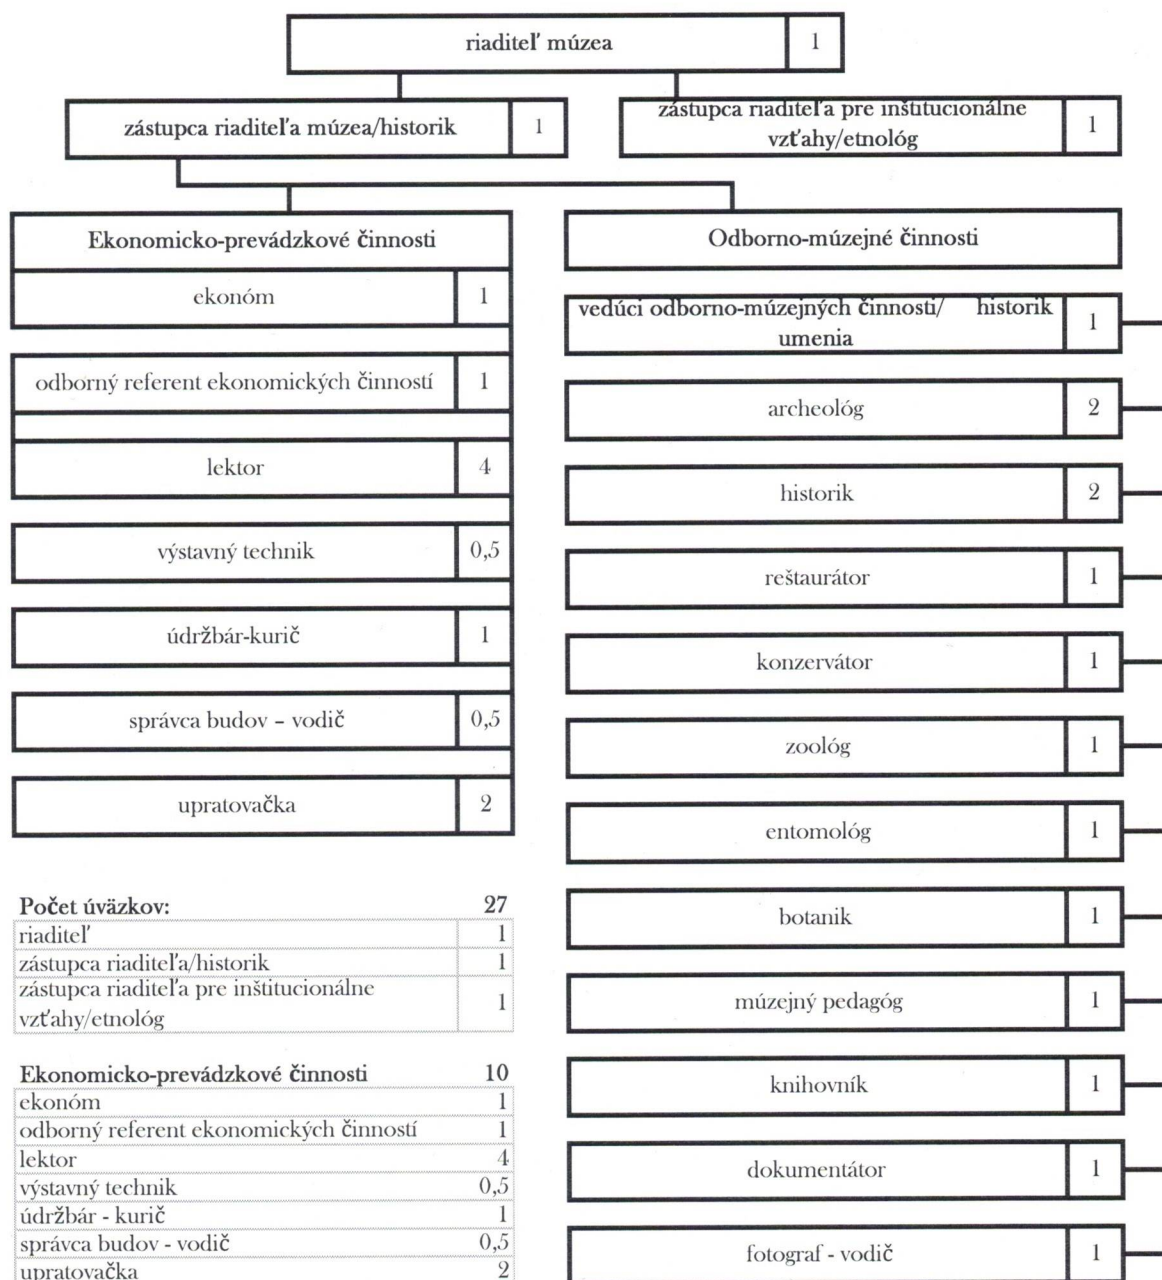 riaditeľ múzea 1
zástupca riaditeľa múzea/historik 1
zástupca riaditeľa pre inštitucionálne
vzťahy/etnológ 1
Ekonomicko-prevádzkové činnosti
ekonóm 1
odborný referent ekonomických činností 1
lektor 4
výstavný technik 0,5
údržbár-kurič 1
správca budov – vodič 0,5
upratovačka 2
Odborno-múzejné činnosti
vedúci odborno-múzejných činnosti/ historik
umenia 1
archeológ 2
historik 2
reštaurátor 1
konzervátor 1
zoológ 1
entomológ 1
botanik 1
múzejný pedagóg 1
knihovník 1
dokumentátor 1
fotograf - vodič 1
Počet úväzkov: 27
riaditeľ 1
zástupca riaditeľa/historik 1
zástupca riaditeľa pre inštitucionálne
vzťahy/etnológ 1
Ekonomicko-prevádzkové činnosti 10
ekonóm 1
odborný referent ekonomických činností 1
lektor 4
výstavný technik 0,5
údržbár - kurič 1
správca budov - vodič 0,5
upratovačka 2